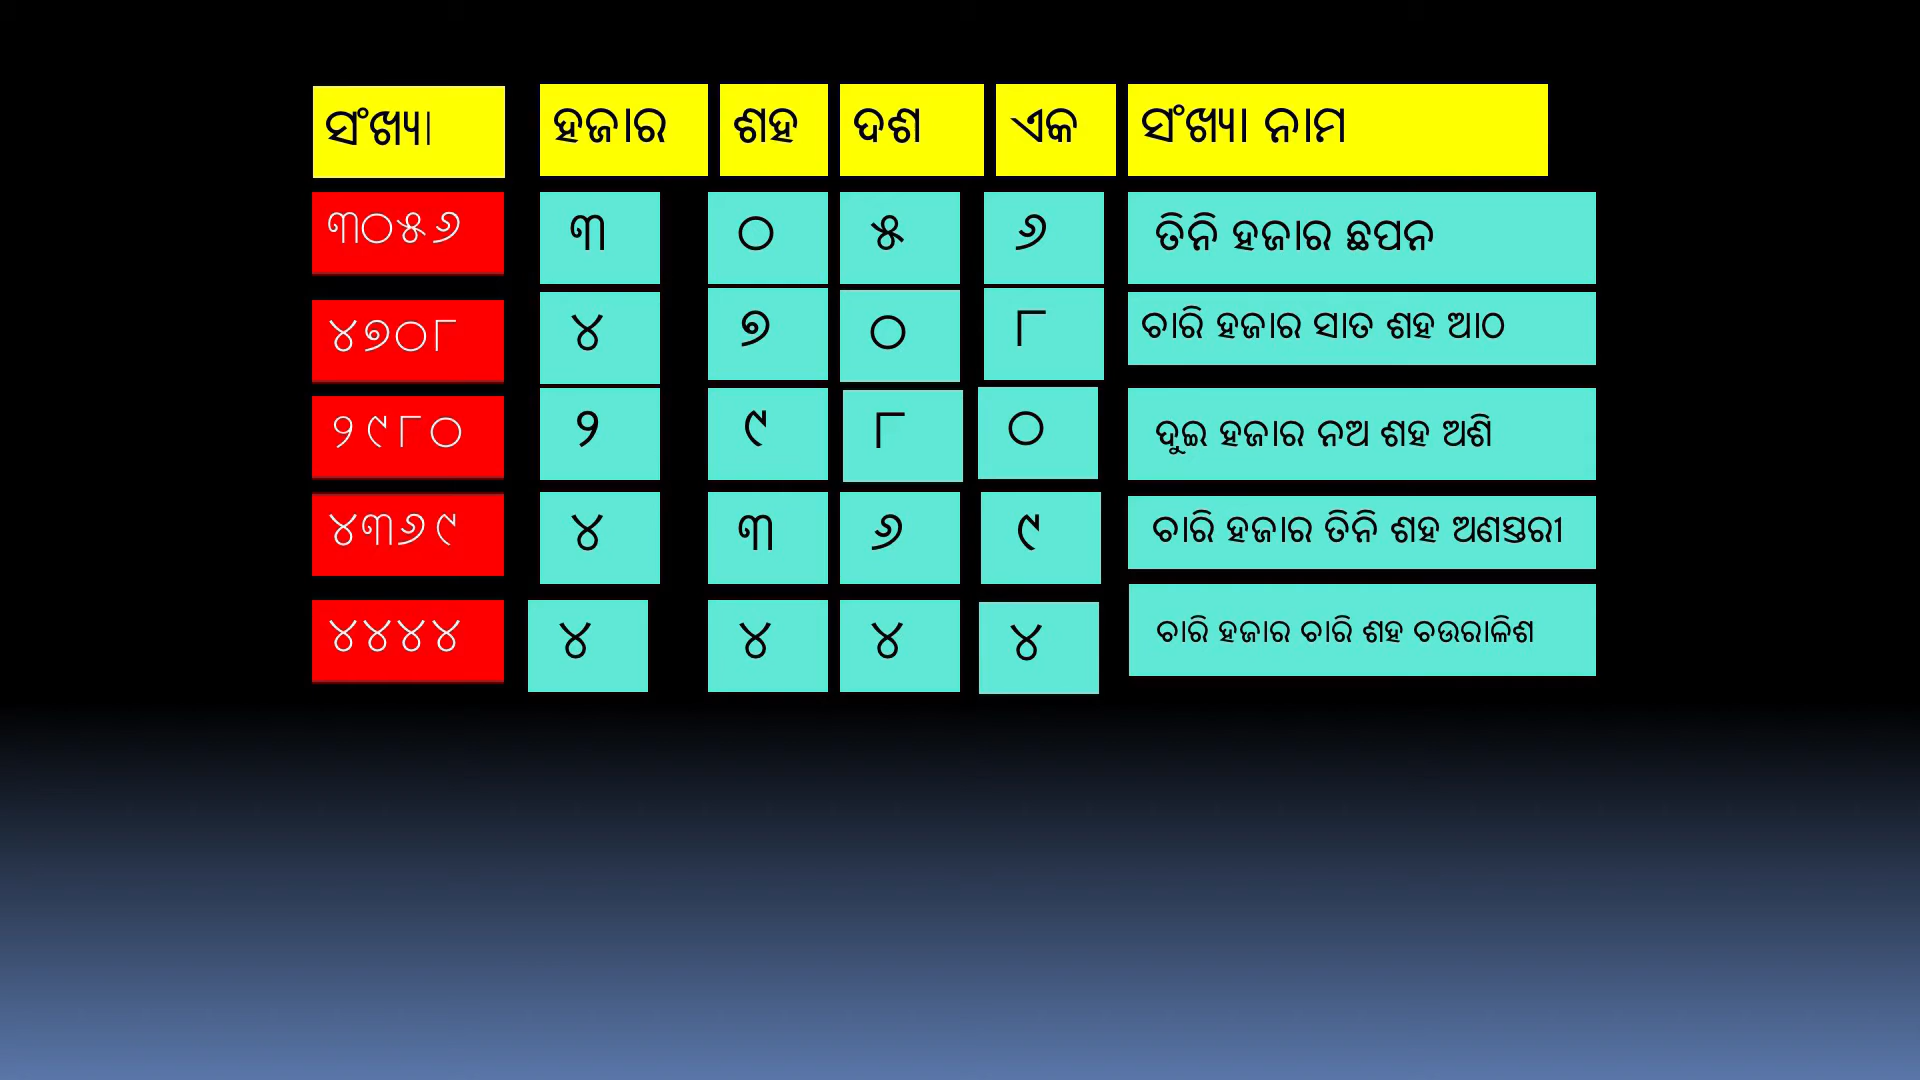 ସଂଖ୍ୟା ହଜାର ଶହ ଦଶ ଏକ ସଂଖ୍ୟା ନାମ
୩୦୫୬ ୩ ୦ ୫ ୬ ତିନି ହଜାର ଛପନ
୪୭୦୮ ୪ ୭ ୦ ୮ ଚାରି ହଜାର ସାତ ଶହ ଆଠ
୨୯୮୦ ୨ ୯ ୮ ୦ ଦୁଇ ହଜାର ନଅ ଶହ ଅଶି
୪୩୬୯ ୪ ୩ ୬ ୯ ଚାରି ହଜାର ତିନି ଶହ ଅଣସ୍ତରୀ
୪୪୪୪ ୪ ୪ ୪ ୪ ଚାରି ହଜାର ଚାରି ଶହ ଚଉରାଳିଶ